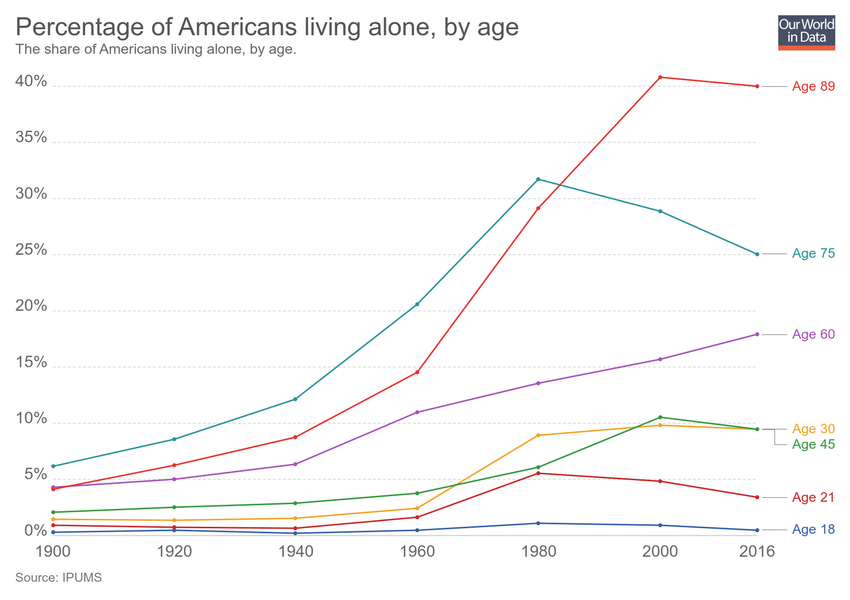 Percentage of Americans living alone, by age
The share of Americans living alone, by age.
Our World
in Data
40%
35%
30%
25%
20%
15%
10%
5%
0%
1900 1920 1940 1960 1980 2000 2016
Age 89
Age 75
Age 60
Age 30
Age 45
Age 21
Age 18
Source: IPUMS